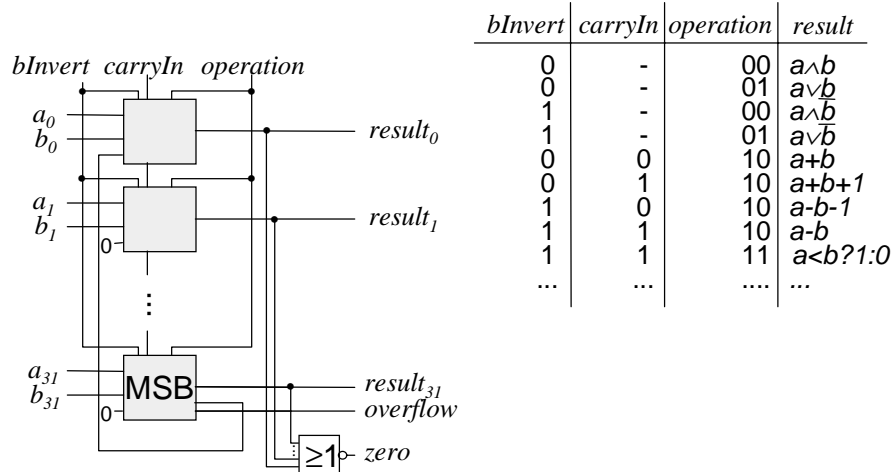 bInvert carryIn operation result
0 - 00 a∧b
0 - 01 a∨b
1 - 00 a∧b̅
1 - 01 a∨b̅
0 0 10 a+b
0 1 10 a+b+1
1 0 10 a-b-1
1 1 10 a-b
1 1 11 a<b?1:0
... ... .... ...
bInvert carryIn operation
a₀
b₀
result₀
a₁
b₁
0
result₁
⋮
a₃₁
b₃₁
0
MSB
result₃₁
overflow
≥1
zero